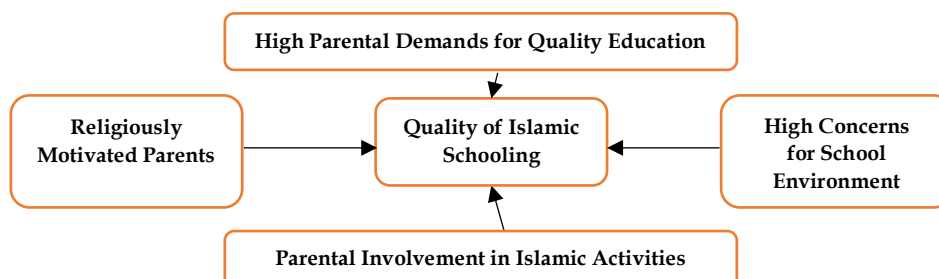 High Parental Demands for Quality Education
Religiously
Motivated Parents
Quality of Islamic
Schooling
High Concerns
for School
Environment
Parental Involvement in Islamic Activities